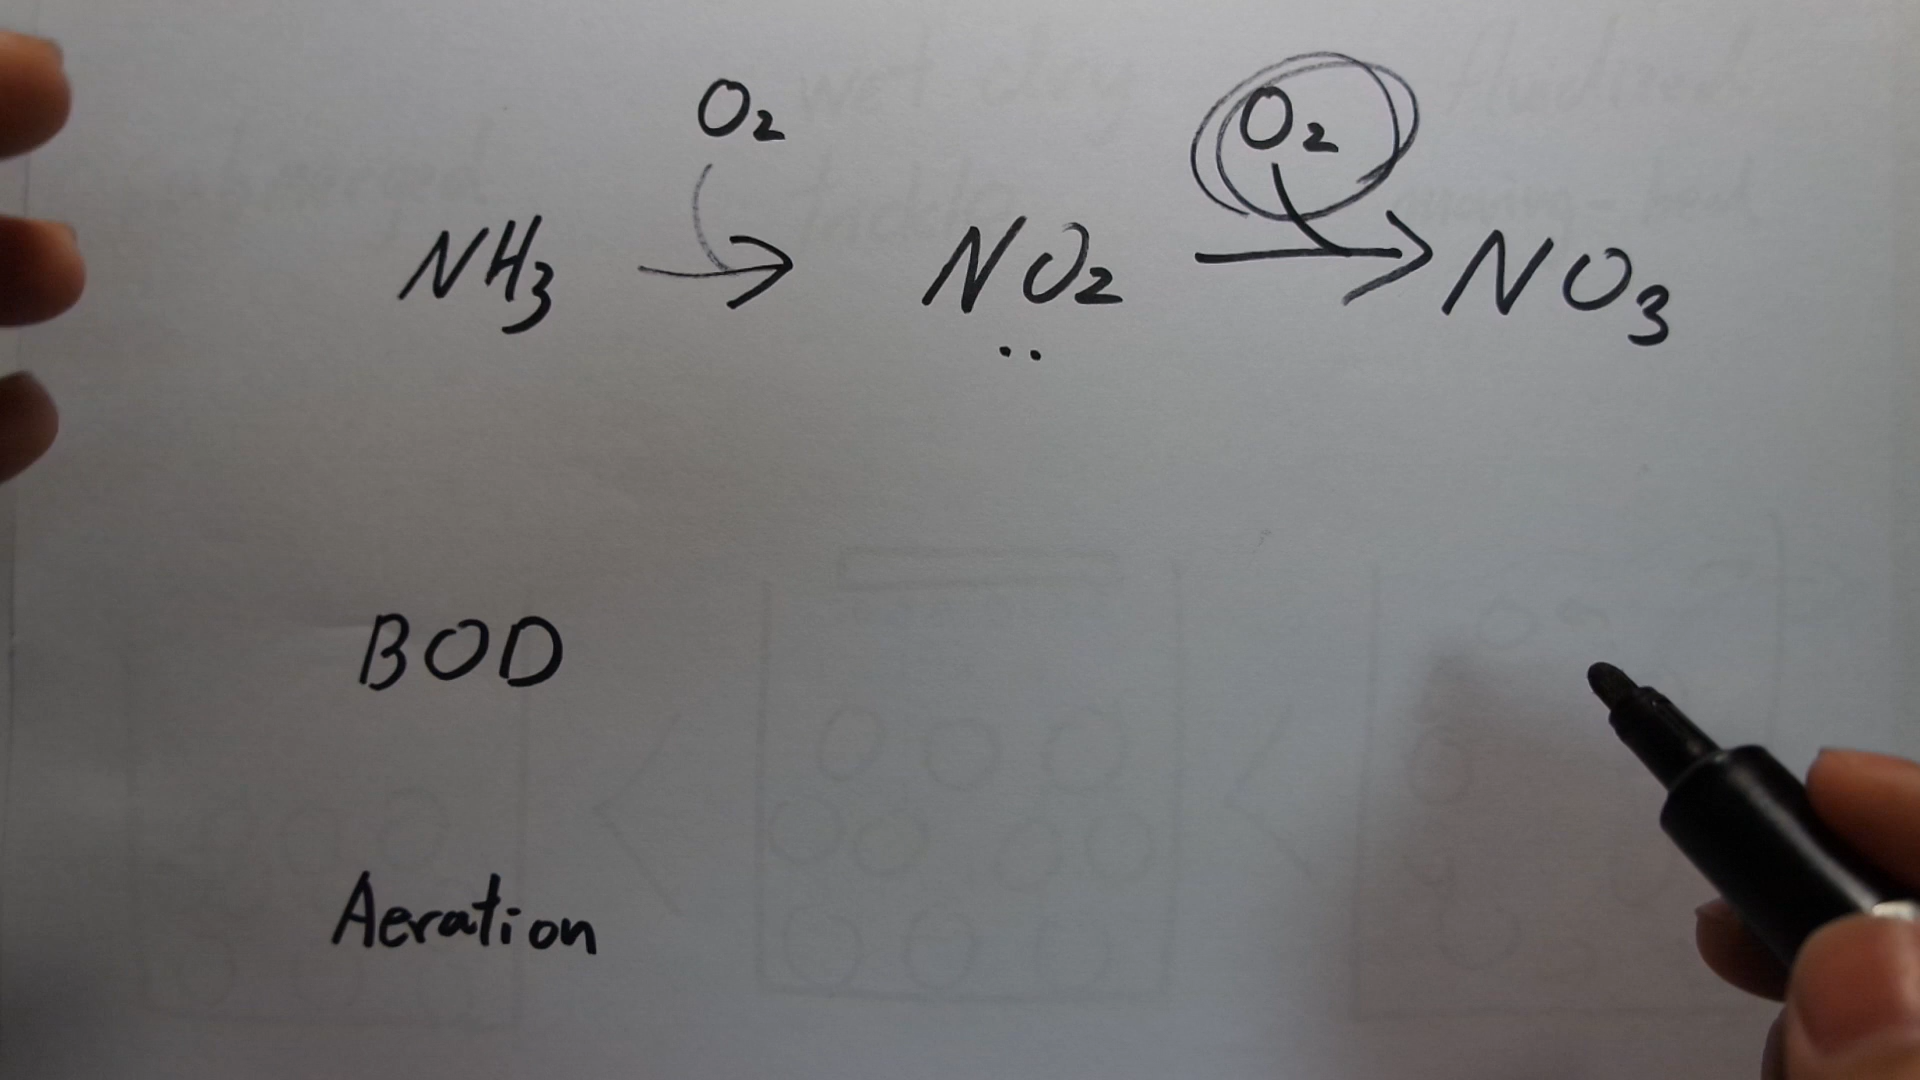 O₂ O₂
NH₃ → NO₂ → NO₃
BOD
Aeration